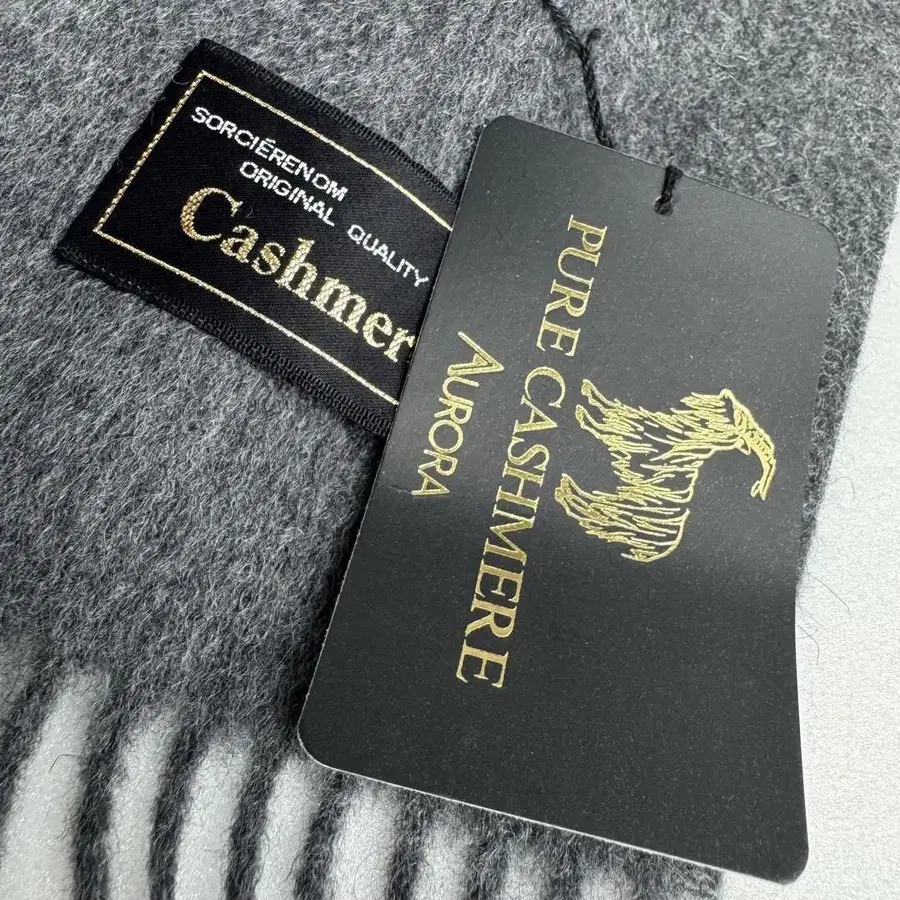 SORCIÉRENOM
ORIGINAL QUALITY
Cashmer
PURE CASHMERE
AURORA